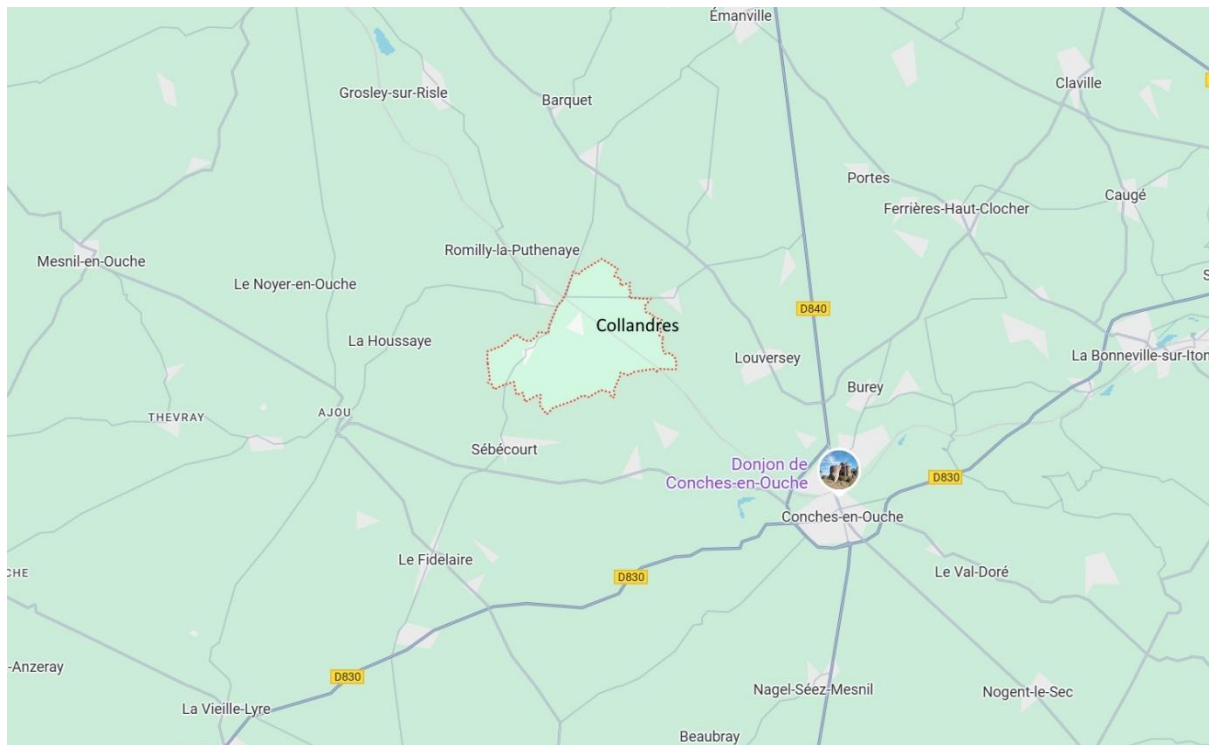 Émanville
Claville
Grosley-sur-Risle
Barquet
Portes
Caugé
Ferrières-Haut-Clocher
Romilly-la-Puthenaye
Mesnil-en-Ouche
Le Noyer-en-Ouche
S
D840
Collandres
La Houssaye
Louversey
La Bonneville-sur-Iton
Burey
THEVRAY
AJOU
Sébécourt
Donjon de
Conches-en-Ouche
D830
Conches-en-Ouche
Le Fidelaire
CHE
D830
Le Val-Doré
-Anzeray
D830
Nagel-Séez-Mesnil
Nogent-le-Sec
La Vieille-Lyre
Beaubray